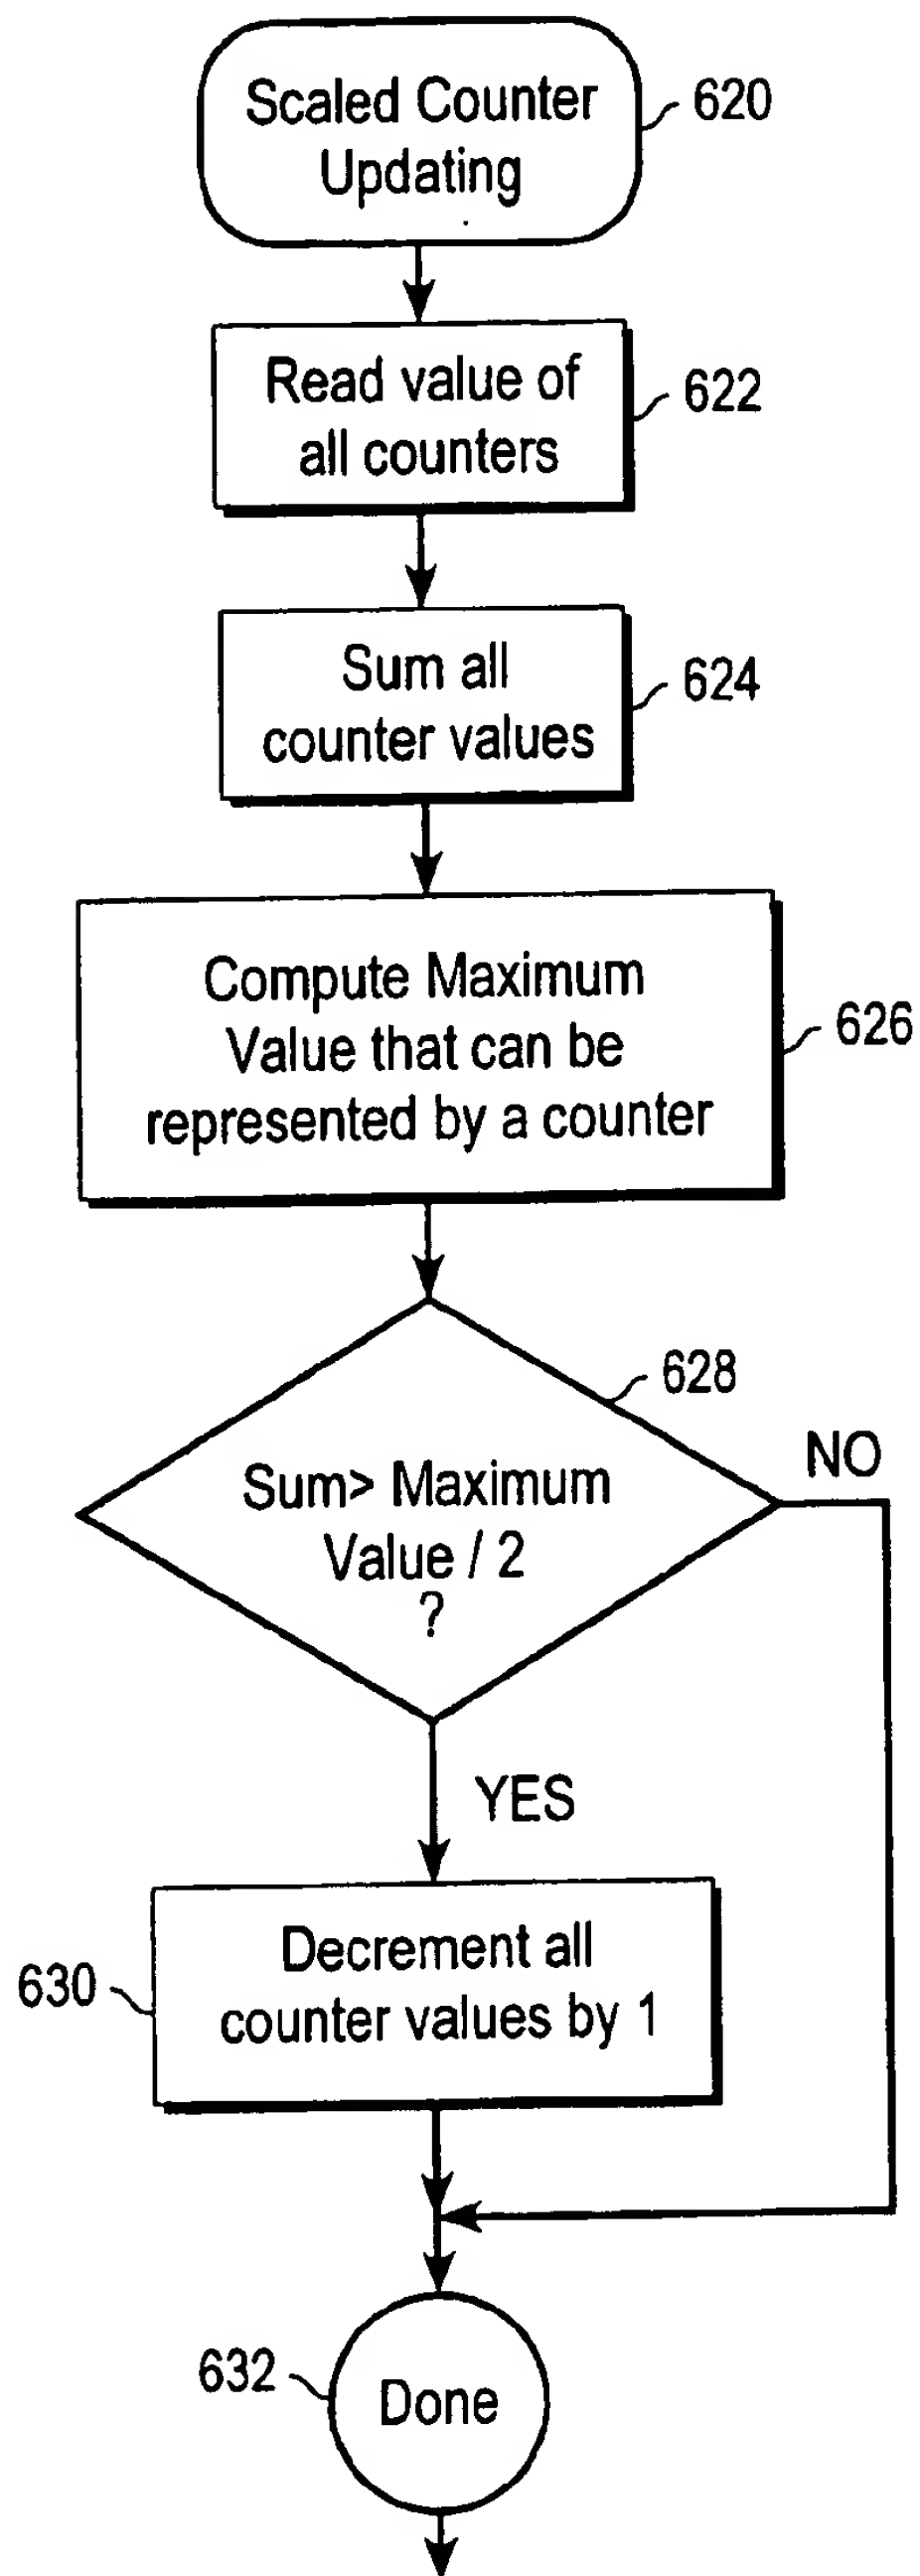 Scaled Counter
Updating
620
Read value of
all counters
622
Sum all
counter values
624
Compute Maximum
Value that can be
represented by a counter
626
628
Sum> Maximum
Value / 2
?
NO
YES
Decrement all
counter values by 1
630
632
Done